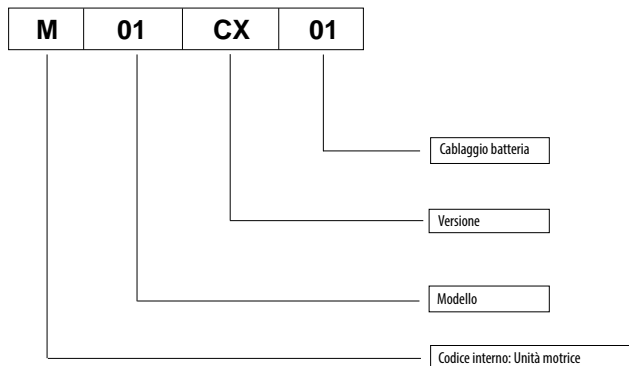 M 01 CX 01
Cablaggio batteria
Versione
Modello
Codice interno: Unità motrice